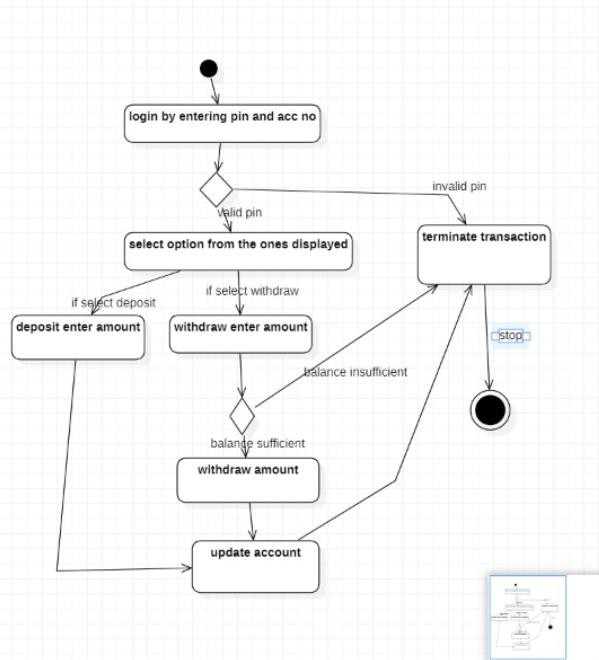 login by entering pin and acc no
invalid pin
valid pin
terminate transaction
select option from the ones displayed
if select withdraw
if select deposit
deposit enter amount
withdraw enter amount
stop
balance insufficient
balance sufficient
withdraw amount
update account